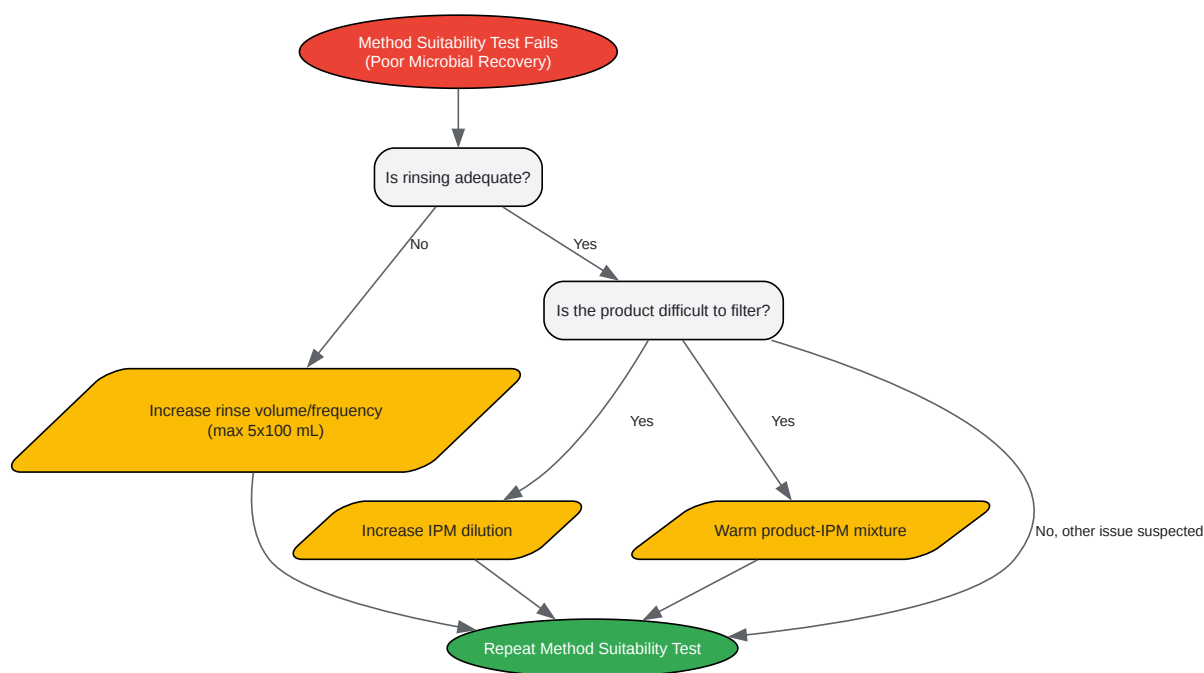 Method Suitability Test Fails
(Poor Microbial Recovery)
Is rinsing adequate?
No
Yes
Is the product difficult to filter?
Increase rinse volume/frequency
(max 5x100 mL)
Yes
Yes
Increase IPM dilution
Warm product-IPM mixture
No, other issue suspected
Repeat Method Suitability Test